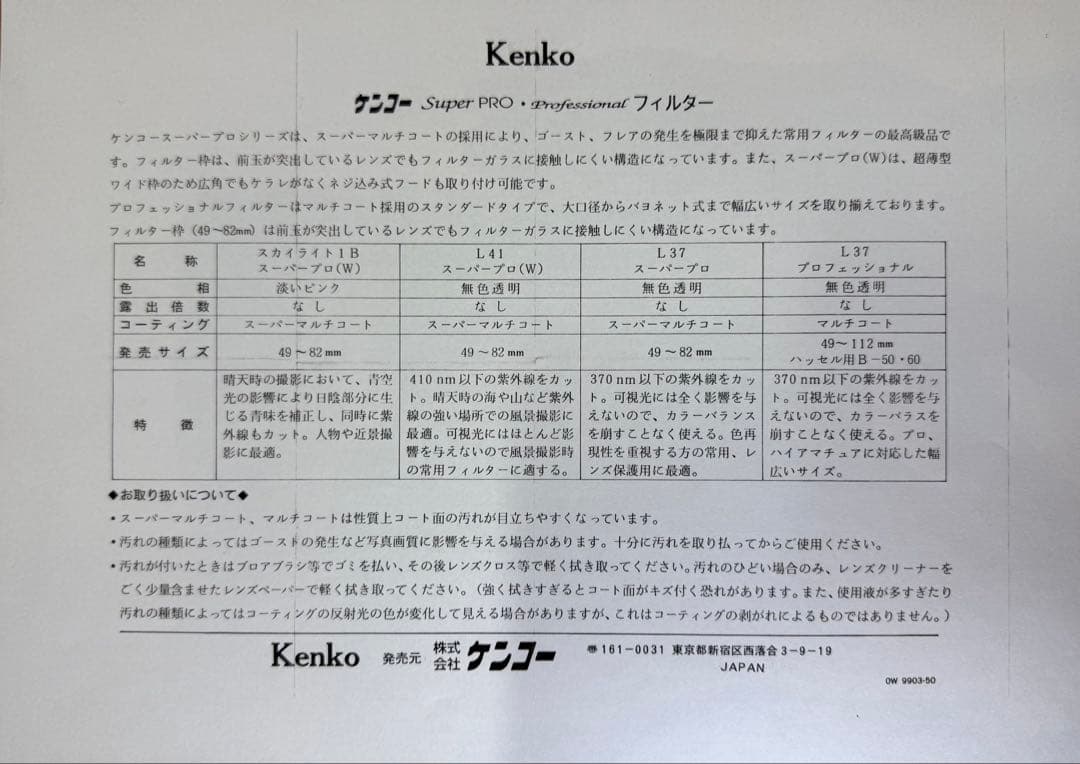 Kenko
ケンコー Super PRO・Professional フィルター
ケンコースーパープロシリーズは、スーパーマルチコートの採用により、ゴースト、フレアの発生を極限まで抑えた常用フィルターの最高級品で
す。フィルター枠は、前玉が突出しているレンズでもフィルターガラスに接触しにくい構造になっています。また、スーパープロ(W)は、超薄型
ワイド枠のため広角でもケラレがなくネジ込み式フードも取り付け可能です。
プロフェッショナルフィルターはマルチコート採用のスタンダードタイプで、大口径からバヨネット式まで幅広いサイズを取り揃えております。
フィルター枠(49〜82mm)は前玉が突出しているレンズでもフィルターガラスに接触しにくい構造になっています。
名称 スカイライト1B L41 L37 L37
スーパープロ(W) スーパープロ(W) スーパープロ プロフェッショナル
色相 淡いピンク 無色透明 無色透明 無色透明
露出倍数 なし なし なし なし
コーティング スーパーマルチコート スーパーマルチコート スーパーマルチコート マルチコート
発売サイズ 49〜82mm 49〜82mm 49〜82mm 49〜112mm
ハッセル用B-50・60
特徴
晴天時の撮影において、青空
光の影響により日陰部分に生
じる青味を補正し、同時に紫
外線もカット。人物や近景撮
影に最適。
410nm以下の紫外線をカッ
ト。晴天時の海や山など紫外
線の強い場所での風景撮影に
最適。可視光にはほとんど影
響を与えないので風景撮影時
の常用フィルターに適する。
370nm以下の紫外線をカッ
ト。可視光には全く影響を与
えないので、カラーバランス
を崩すことなく使える。色再
現性を重視する方の常用、レ
ンズ保護用に最適。
370nm以下の紫外線をカッ
ト。可視光には全く影響を与
えないので、カラーバラスを
崩すことなく使える。プロ、
ハイアマチュアに対応した幅
広いサイズ。
◆お取り扱いについて◆
・スーパーマルチコート、マルチコートは性質上コート面の汚れが目立ちやすくなっています。
・汚れの種類によってはゴーストの発生など写真画質に影響を与える場合があります。十分に汚れを取り払ってからご使用ください。
・汚れが付いたときはブロアブラシ等でゴミを払い、その後レンズクロス等で軽く拭き取ってください。汚れのひどい場合のみ、レンズクリーナーを
ごく少量含ませたレンズペーパーで軽く拭き取ってください。(強く拭きすぎるとコート面がキズ付く恐れがあります。また、使用液が多すぎたり
汚れの種類によってはコーティングの反射光の色が変化して見える場合がありますが、これはコーティングの剥がれによるものではありません。)
Kenko 発売元 株式会社 ケンコー 〠161-0031 東京都新宿区西落合3-9-19
JAPAN
OW 9903-50